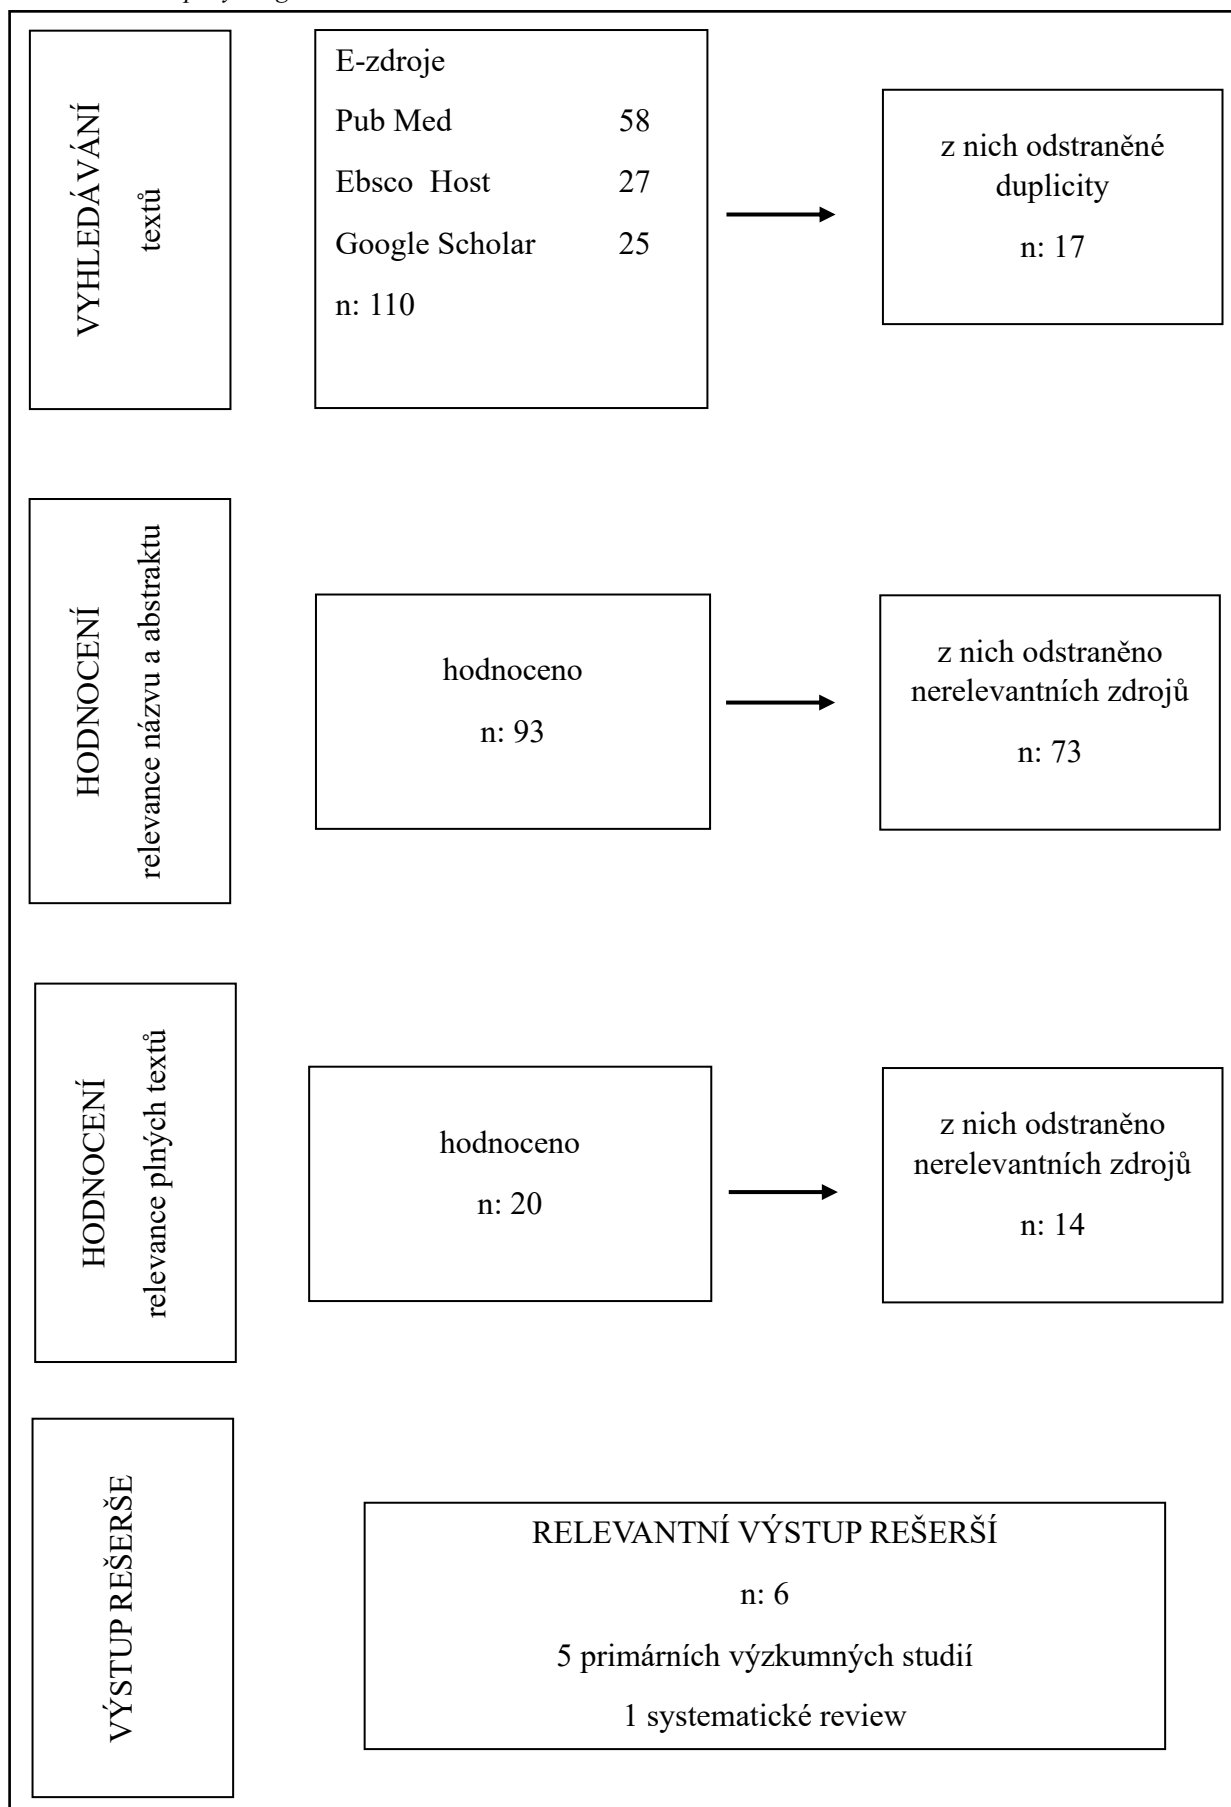 VYHLEDÁVÁNÍ
textů
E-zdroje
Pub Med 58
Ebsco Host 27
Google Scholar 25
n: 110
z nich odstraněné
duplicity
n: 17
HODNOCENÍ
relevance názvu a abstraktu
hodnoceno
n: 93
z nich odstraněno
nerelevantních zdrojů
n: 73
HODNOCENÍ
relevance plných textů
hodnoceno
n: 20
z nich odstraněno
nerelevantních zdrojů
n: 14
VÝSTUP REŠERŠE
RELEVANTNÍ VÝSTUP REŠERŠÍ
n: 6
5 primárních výzkumných studií
1 systematické review